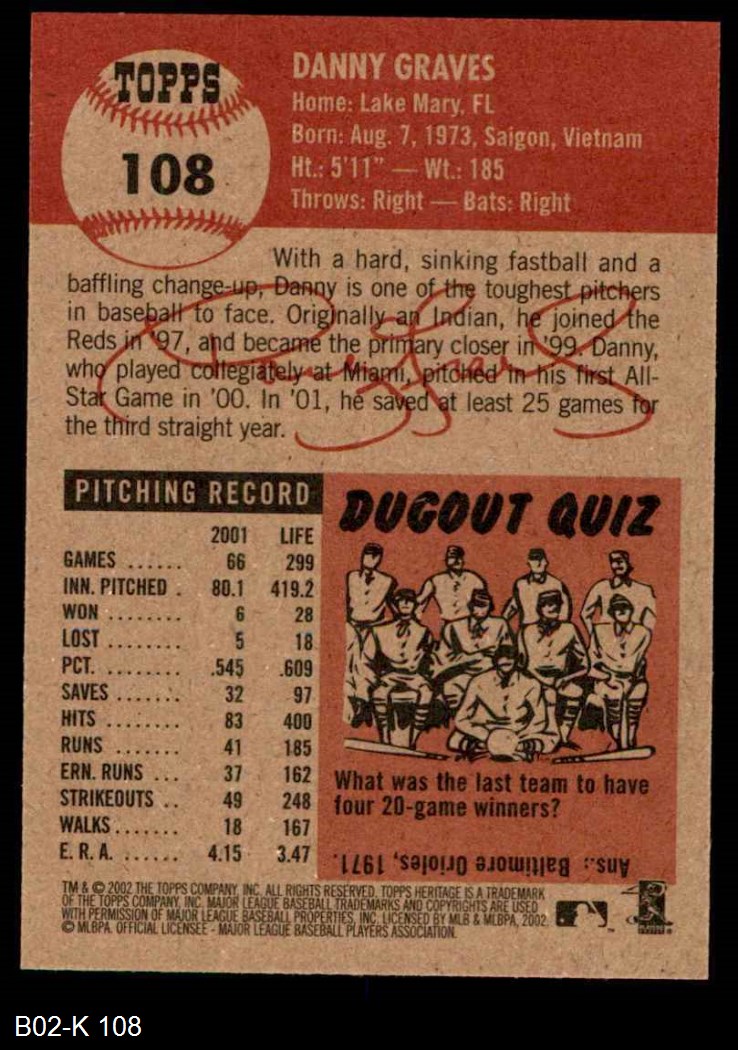 TOPPS
108
DANNY GRAVES
Home: Lake Mary, FL
Born: Aug. 7, 1973, Saigon, Vietnam
Ht.: 5'11" — Wt.: 185
Throws: Right — Bats: Right
With a hard, sinking fastball and a
baffling change-up, Danny is one of the toughest pitchers
in baseball to face. Originally an Indian, he joined the
Reds in '97, and became the primary closer in '99. Danny,
who played collegiately at Miami, pitched in his first All-
Star Game in '00. In '01, he saved at least 25 games for
the third straight year.
PITCHING RECORD
2001 LIFE
GAMES ...... 66 299
INN. PITCHED . 80.1 419.2
WON ........ 6 28
LOST ........ 5 18
PCT. ........ .545 .609
SAVES ....... 32 97
HITS ........ 83 400
RUNS ....... 41 185
ERN. RUNS ... 37 162
STRIKEOUTS .. 49 248
WALKS....... 18 167
E. R. A. ...... 4.15 3.47
DUGOUT QUIZ
What was the last team to have
four 20-game winners?
Ans.: Baltimore Orioles, 1971.
TM & © 2002 THE TOPPS COMPANY, INC. ALL RIGHTS RESERVED. TOPPS HERITAGE IS A TRADEMARK
OF THE TOPPS COMPANY, INC. MAJOR LEAGUE BASEBALL TRADEMARKS AND COPYRIGHTS ARE USED
WITH PERMISSION OF MAJOR LEAGUE BASEBALL PROPERTIES, INC. LICENSED BY MLB & MLBPA, 2002.
© MLBPA. OFFICIAL LICENSEE - MAJOR LEAGUE BASEBALL PLAYERS ASSOCIATION.
B02-K 108